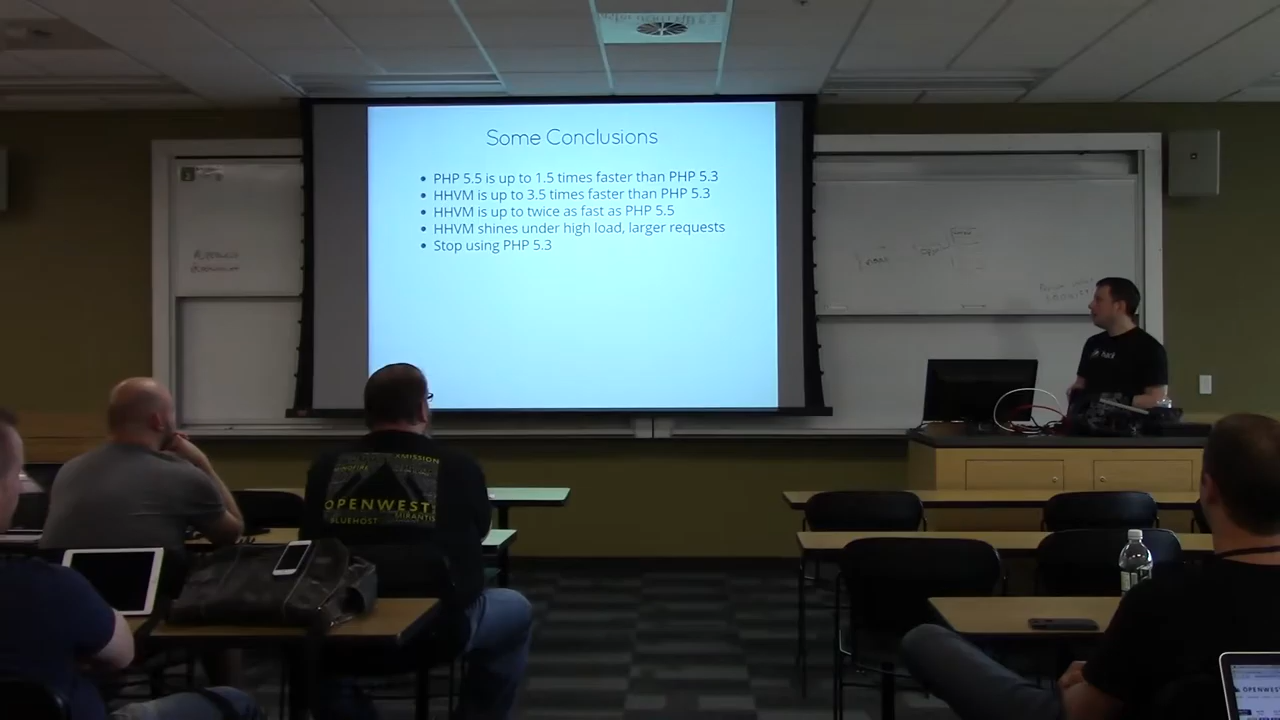 Some Conclusions
• PHP 5.5 is up to 1.5 times faster than PHP 5.3
• HHVM is up to 3.5 times faster than PHP 5.3
• HHVM is up to twice as fast as PHP 5.5
• HHVM shines under high load, larger requests
• Stop using PHP 5.3
OPENWEST
BLUEHOST
OPENWEST